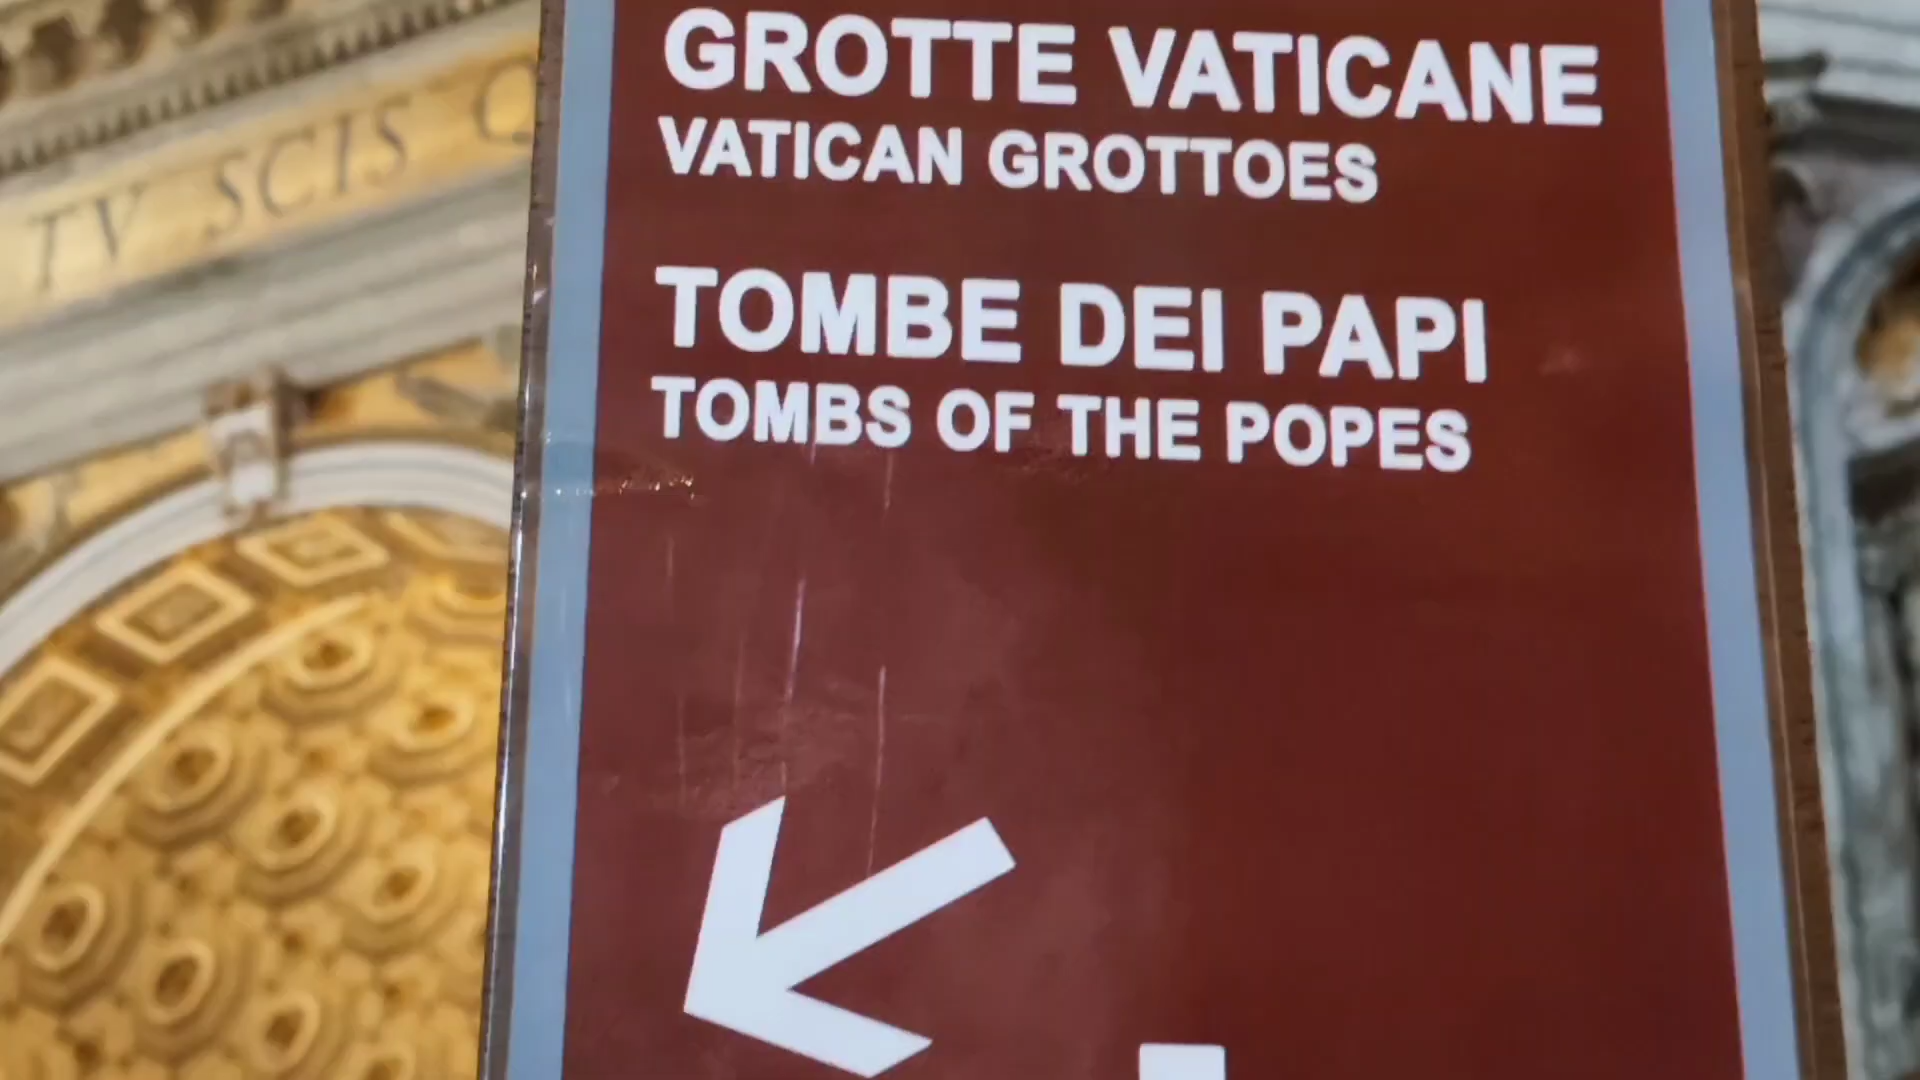 TV SCIS
GROTTE VATICANE
VATICAN GROTTOES
TOMBE DEI PAPI
TOMBS OF THE POPES